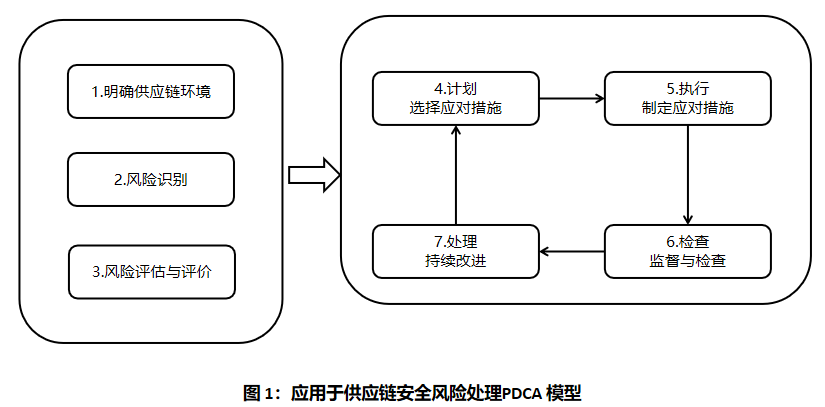 1.明确供应链环境
2.风险识别
3.风险评估与评价
4.计划
选择应对措施
5.执行
制定应对措施
6.检查
监督与检查
7.处理
持续改进
图 1：应用于供应链安全风险处理PDCA 模型